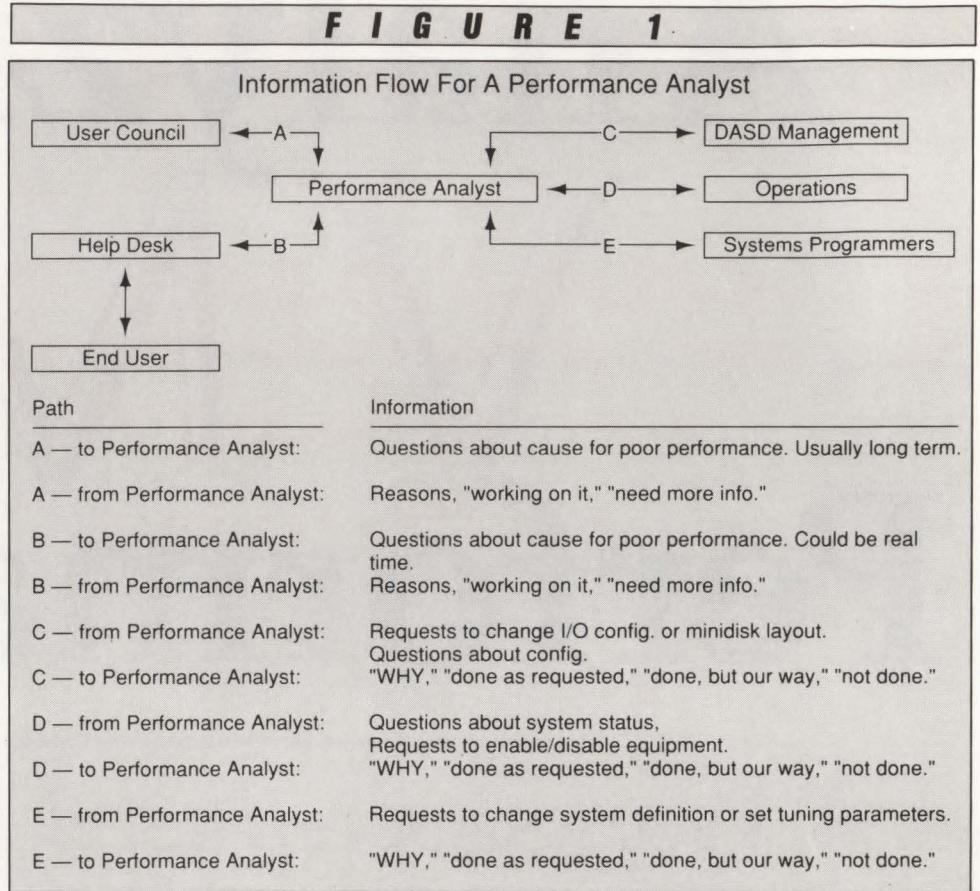 FIGURE 1
Information Flow For A Performance Analyst
User Council
A
C
DASD Management
Performance Analyst
D
Operations
Help Desk
B
E
Systems Programmers
End User
Path Information
A — to Performance Analyst: Questions about cause for poor performance. Usually long term.
A — from Performance Analyst: Reasons, "working on it," "need more info."
B — to Performance Analyst: Questions about cause for poor performance. Could be real
time.
B — from Performance Analyst: Reasons, "working on it," "need more info."
C — from Performance Analyst: Requests to change I/O config. or minidisk layout.
Questions about config.
C — to Performance Analyst: "WHY," "done as requested," "done, but our way," "not done."
D — from Performance Analyst: Questions about system status,
Requests to enable/disable equipment.
D — to Performance Analyst: "WHY," "done as requested," "done, but our way," "not done."
E — from Performance Analyst: Requests to change system definition or set tuning parameters.
E — to Performance Analyst: "WHY," "done as requested," "done, but our way," "not done."